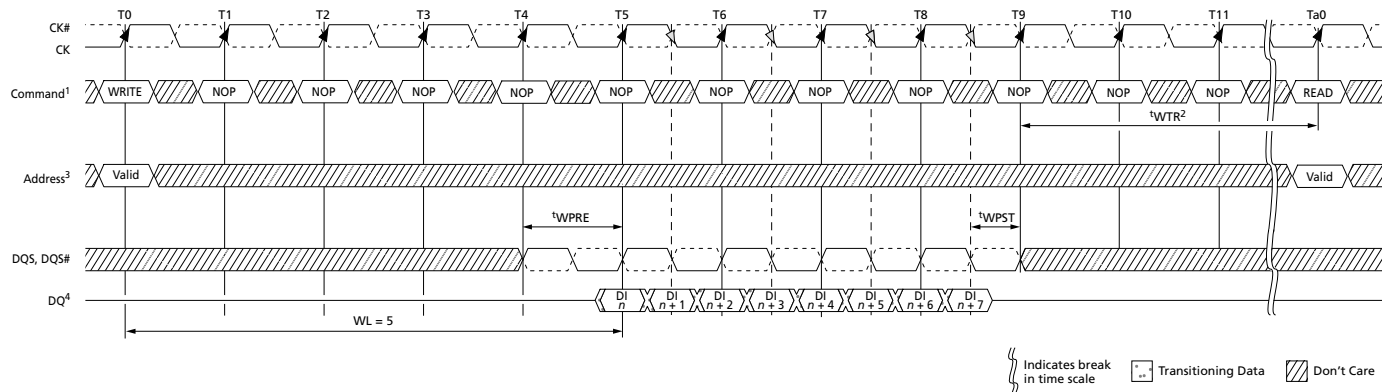 T0 T1 T2 T3 T4 T5 T6 T7 T8 T9 T10 T11 Ta0
CK#
CK
Command1 WRITE NOP NOP NOP NOP NOP NOP NOP NOP NOP NOP NOP READ
tWTR2
Address3 Valid Valid
tWPRE tWPST
DQS, DQS#
DQ4 DI n DI n + 1 DI n + 2 DI n + 3 DI n + 4 DI n + 5 DI n + 6 DI n + 7
WL = 5
Indicates break in time scale Transitioning Data Don't Care